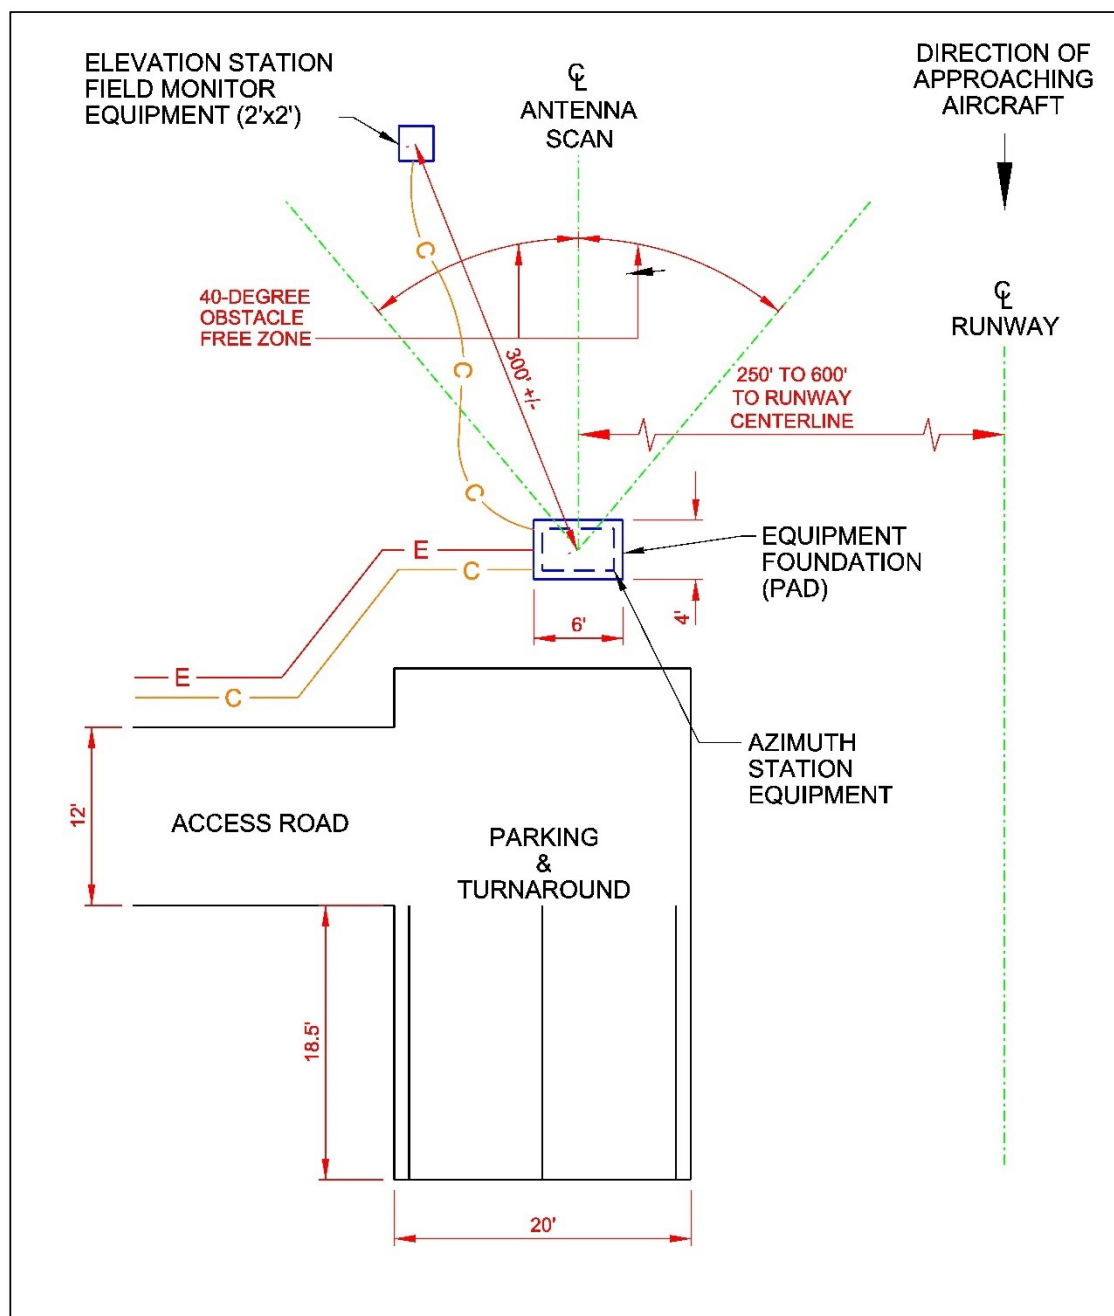 ELEVATION STATION
FIELD MONITOR
EQUIPMENT (2'x2')
℄
ANTENNA
SCAN
DIRECTION OF
APPROACHING
AIRCRAFT
C
40-DEGREE
OBSTACLE
FREE ZONE
℄
RUNWAY
C
300' +/-
250' TO 600'
TO RUNWAY
CENTERLINE
C
E
C
EQUIPMENT
FOUNDATION
(PAD)
6'
4'
E
C
AZIMUTH
STATION
EQUIPMENT
12'
ACCESS ROAD
PARKING
&
TURNAROUND
18.5'
20'